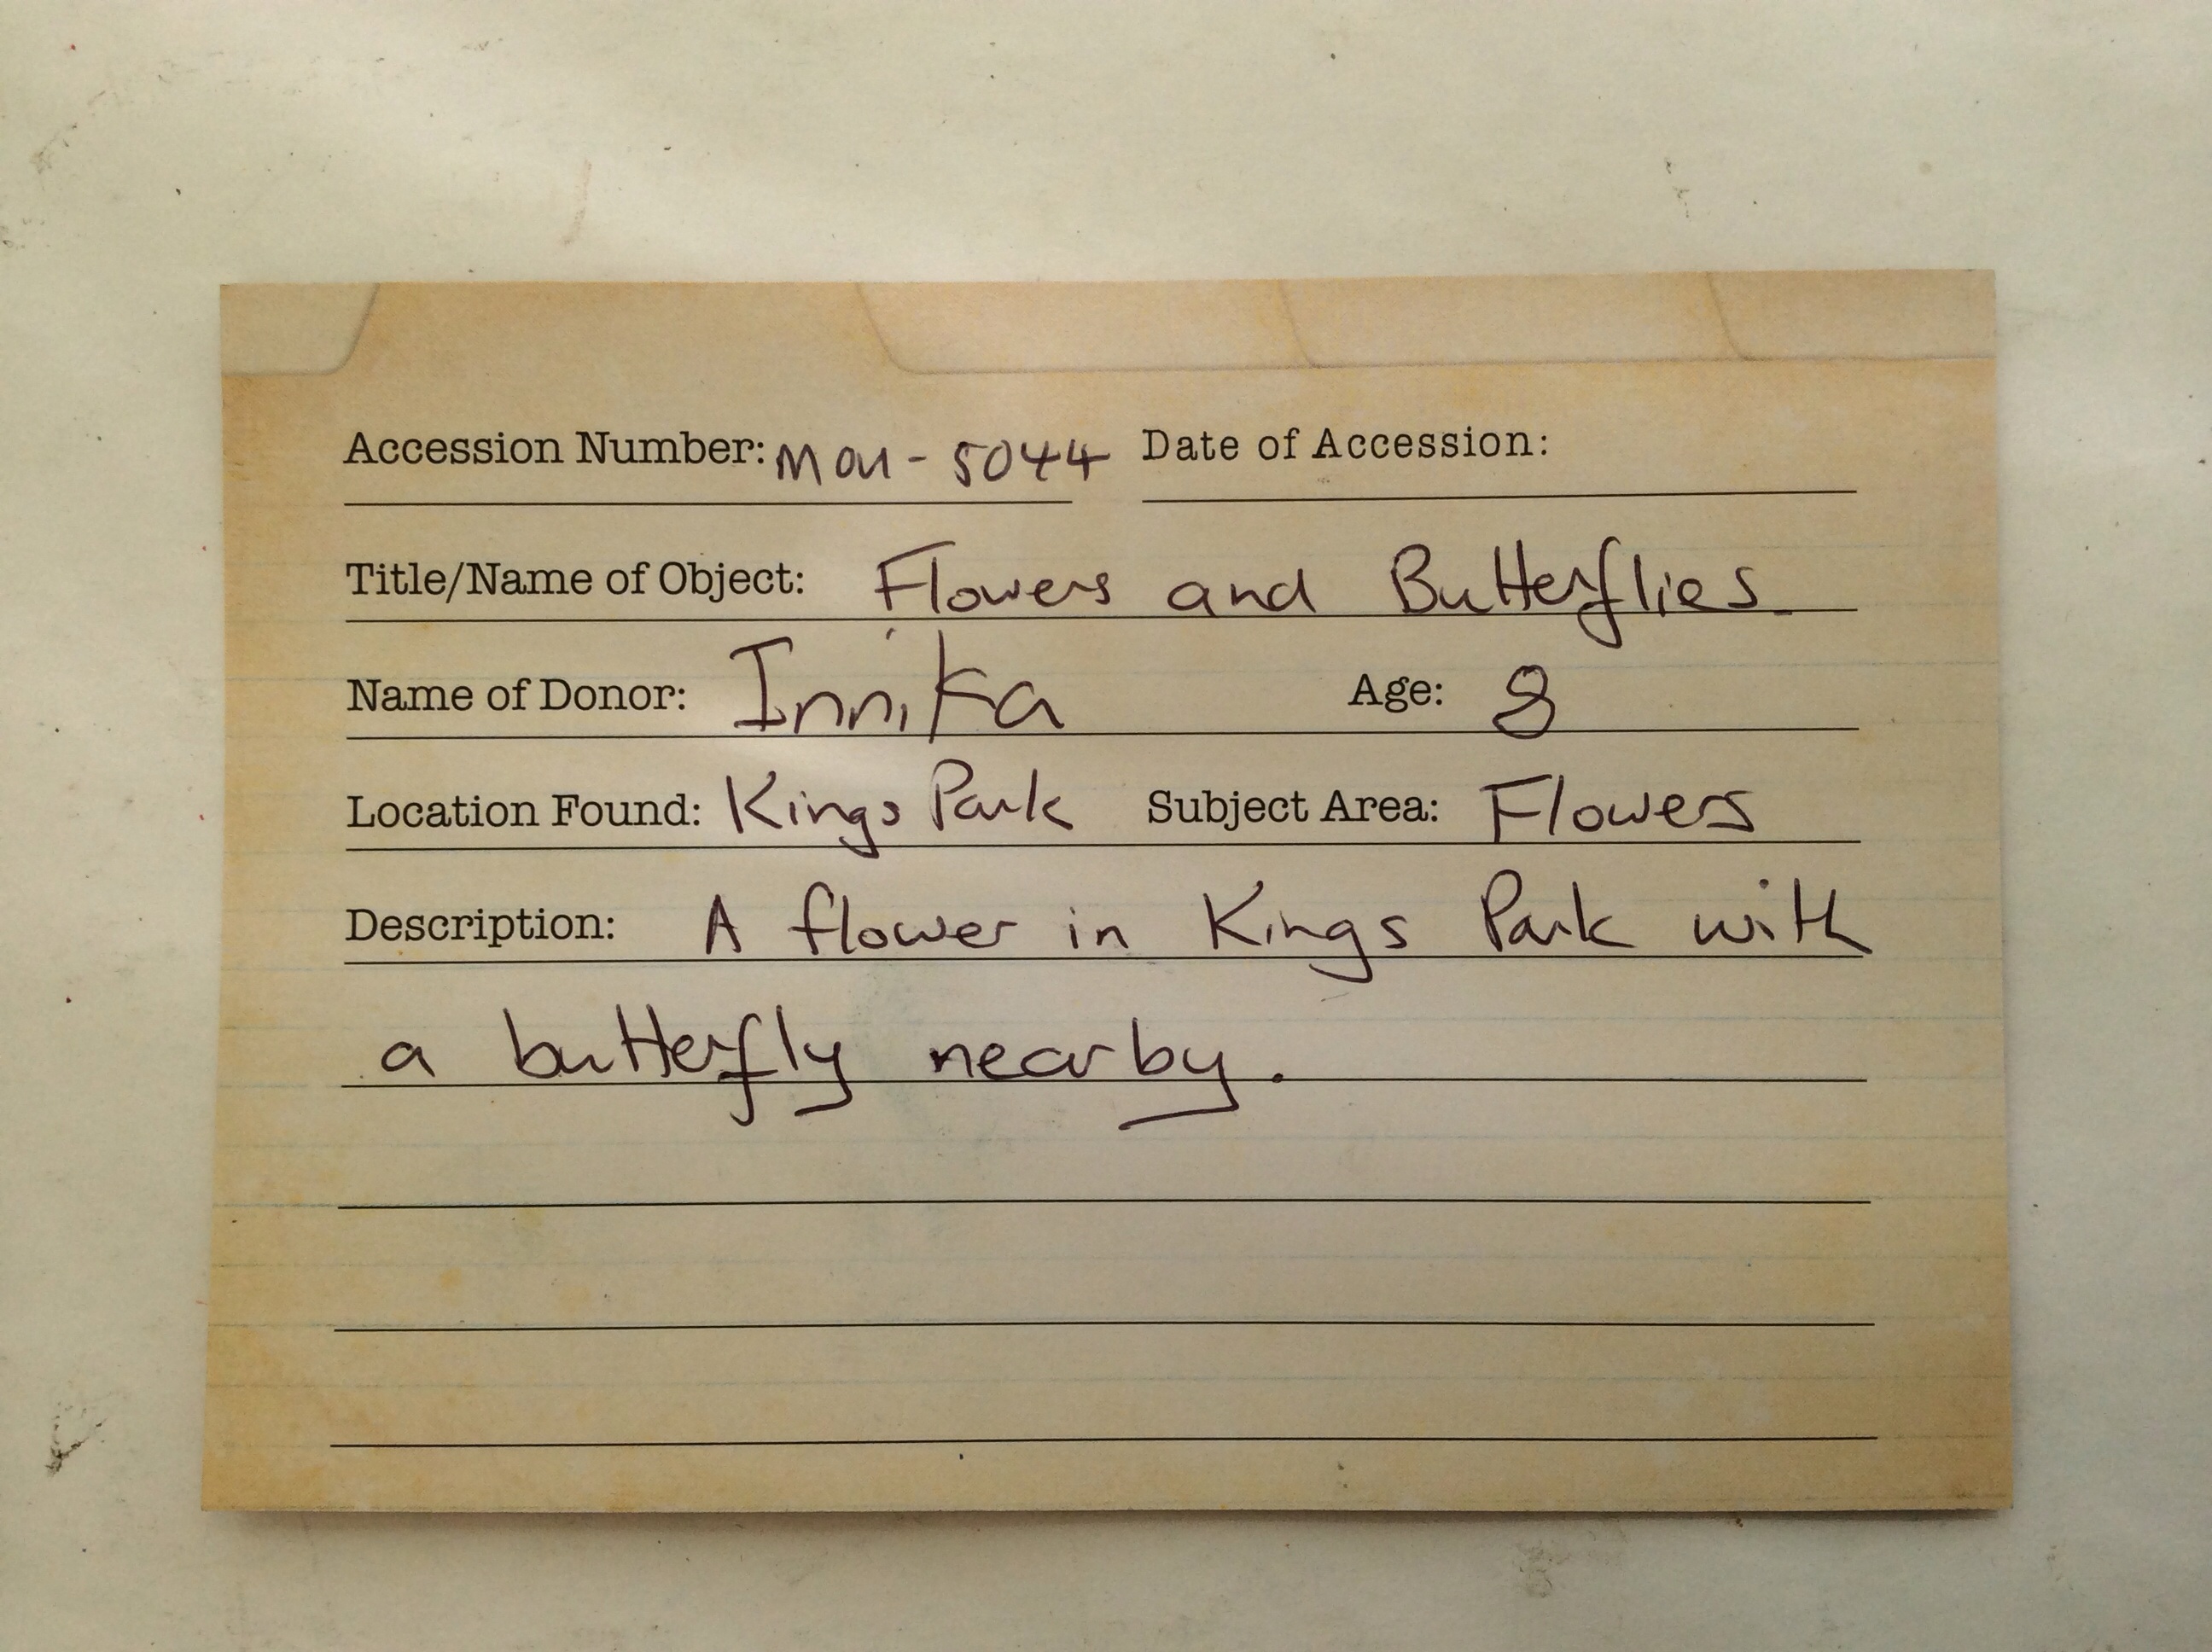 Accession Number: MOU-5044 Date of Accession:
Title/Name of Object: Flowers and Butterflies
Name of Donor: Innika Age: 8
Location Found: Kings Park Subject Area: Flowers
Description: A flower in Kings Park with
a butterfly nearby.